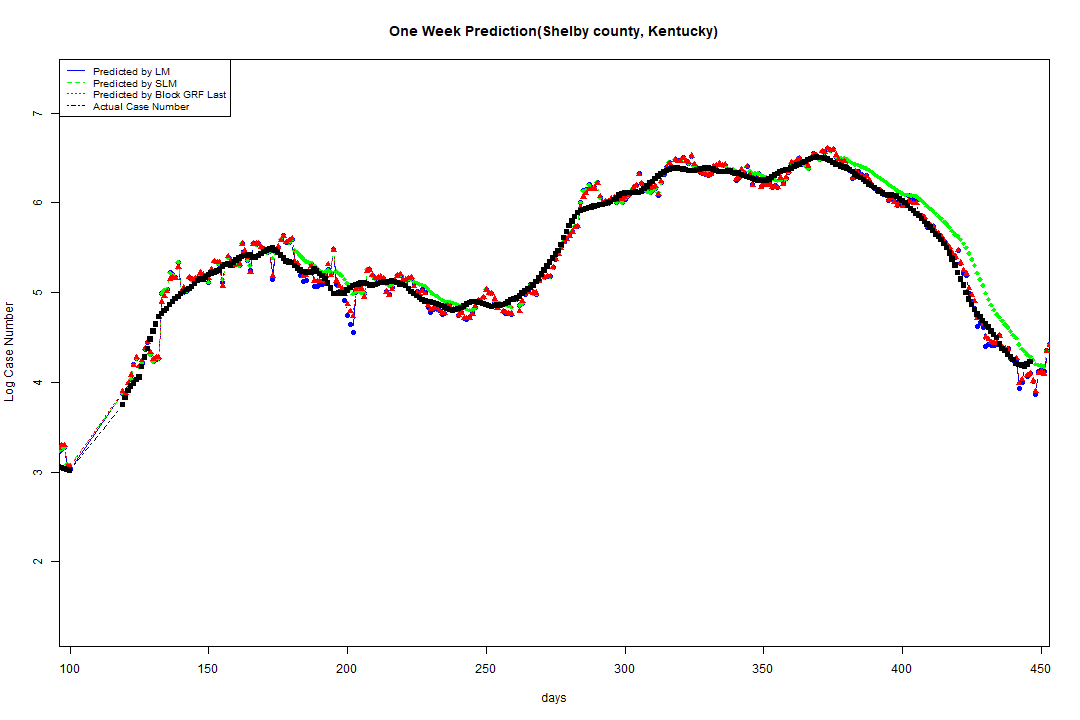 One Week Prediction(Shelby county, Kentucky)
Predicted by LM
Predicted by SLM
Predicted by Block GRF Last
Actual Case Number
7
6
5
4
3
2
Log Case Number
100 150 200 250 300 350 400 450
days